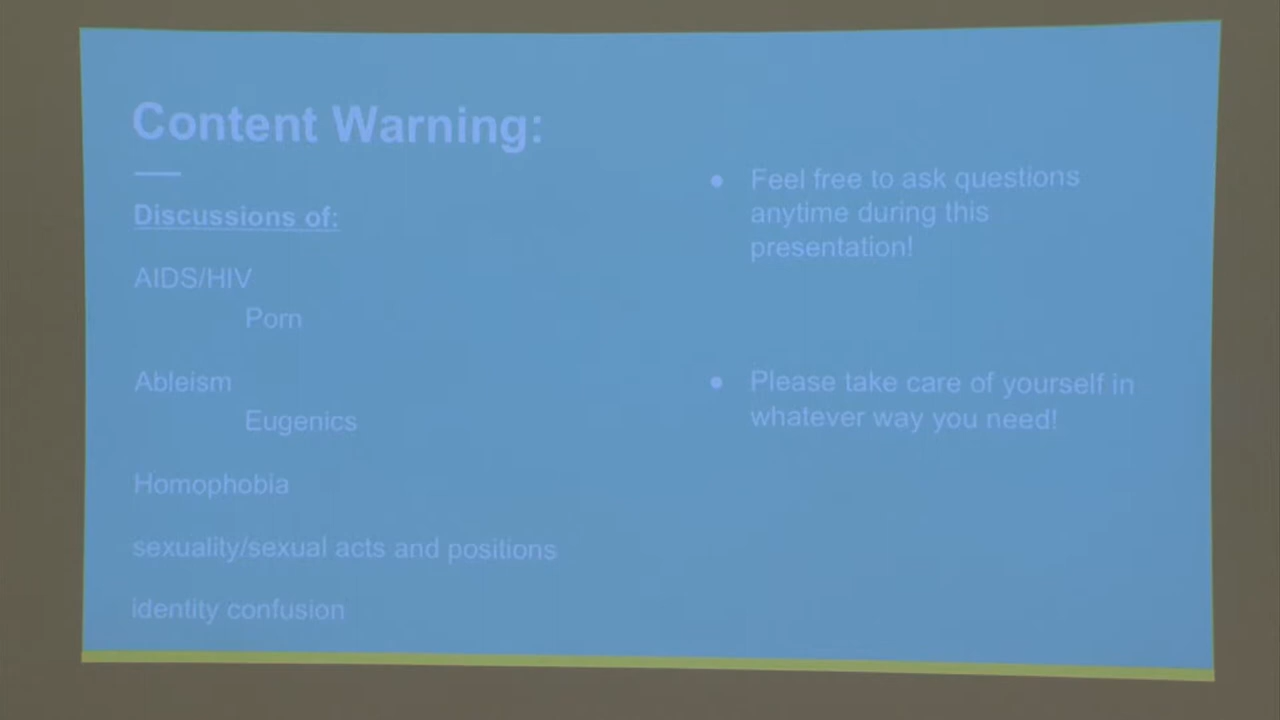 Content Warning:
Discussions of:
AIDS/HIV
Porn
Ableism
Eugenics
Homophobia
sexuality/sexual acts and positions
identity confusion
● Feel free to ask questions
anytime during this
presentation!
● Please take care of yourself in
whatever way you need!